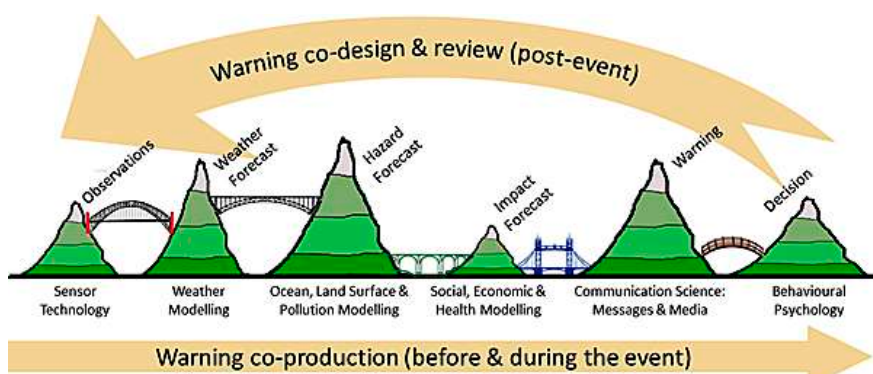 Warning co-design & review (post-event)
Observations
Weather
Forecast
Hazard
Forecast
Impact
Forecast
Warning
Decision
Sensor
Technology
Weather
Modelling
Ocean, Land Surface &
Pollution Modelling
Social, Economic &
Health Modelling
Communication Science:
Messages & Media
Behavioural
Psychology
Warning co-production (before & during the event)